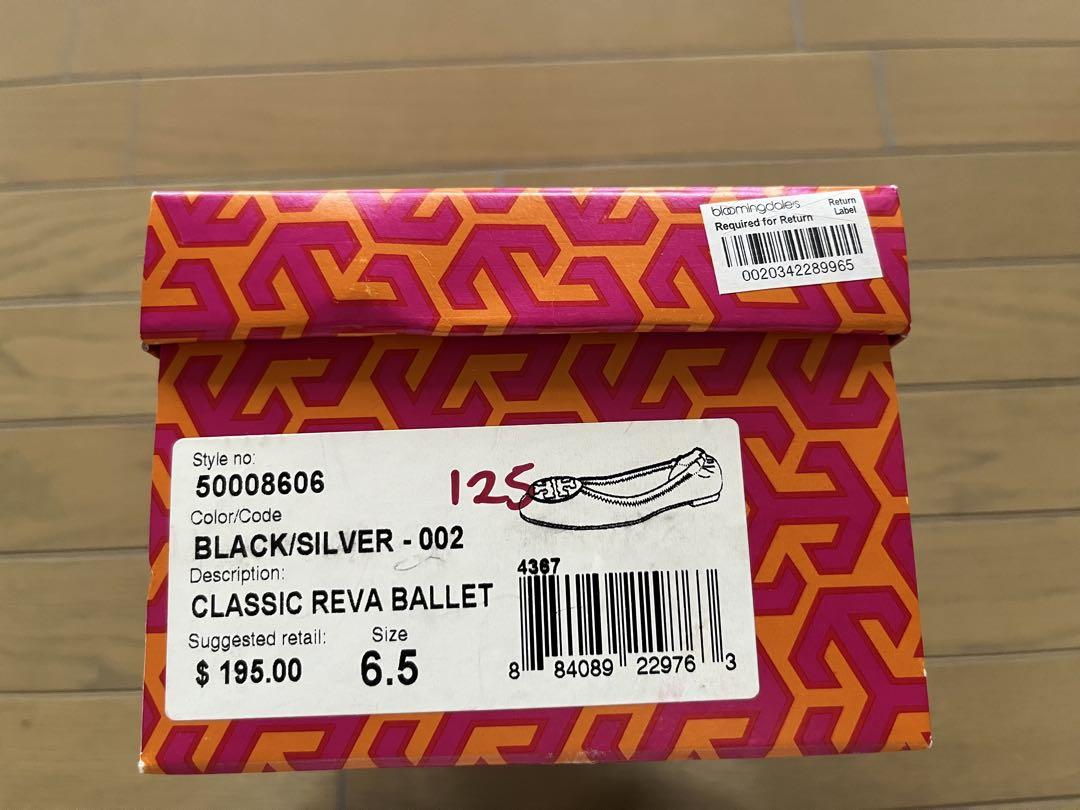 bloomingdales Return
Required for Return Label
0020342289965
Style no:
50008606
125
Color/Code
BLACK/SILVER - 002
Description:
4367
CLASSIC REVA BALLET
Suggested retail: Size
$ 195.00 6.5
8 84089 22976 3